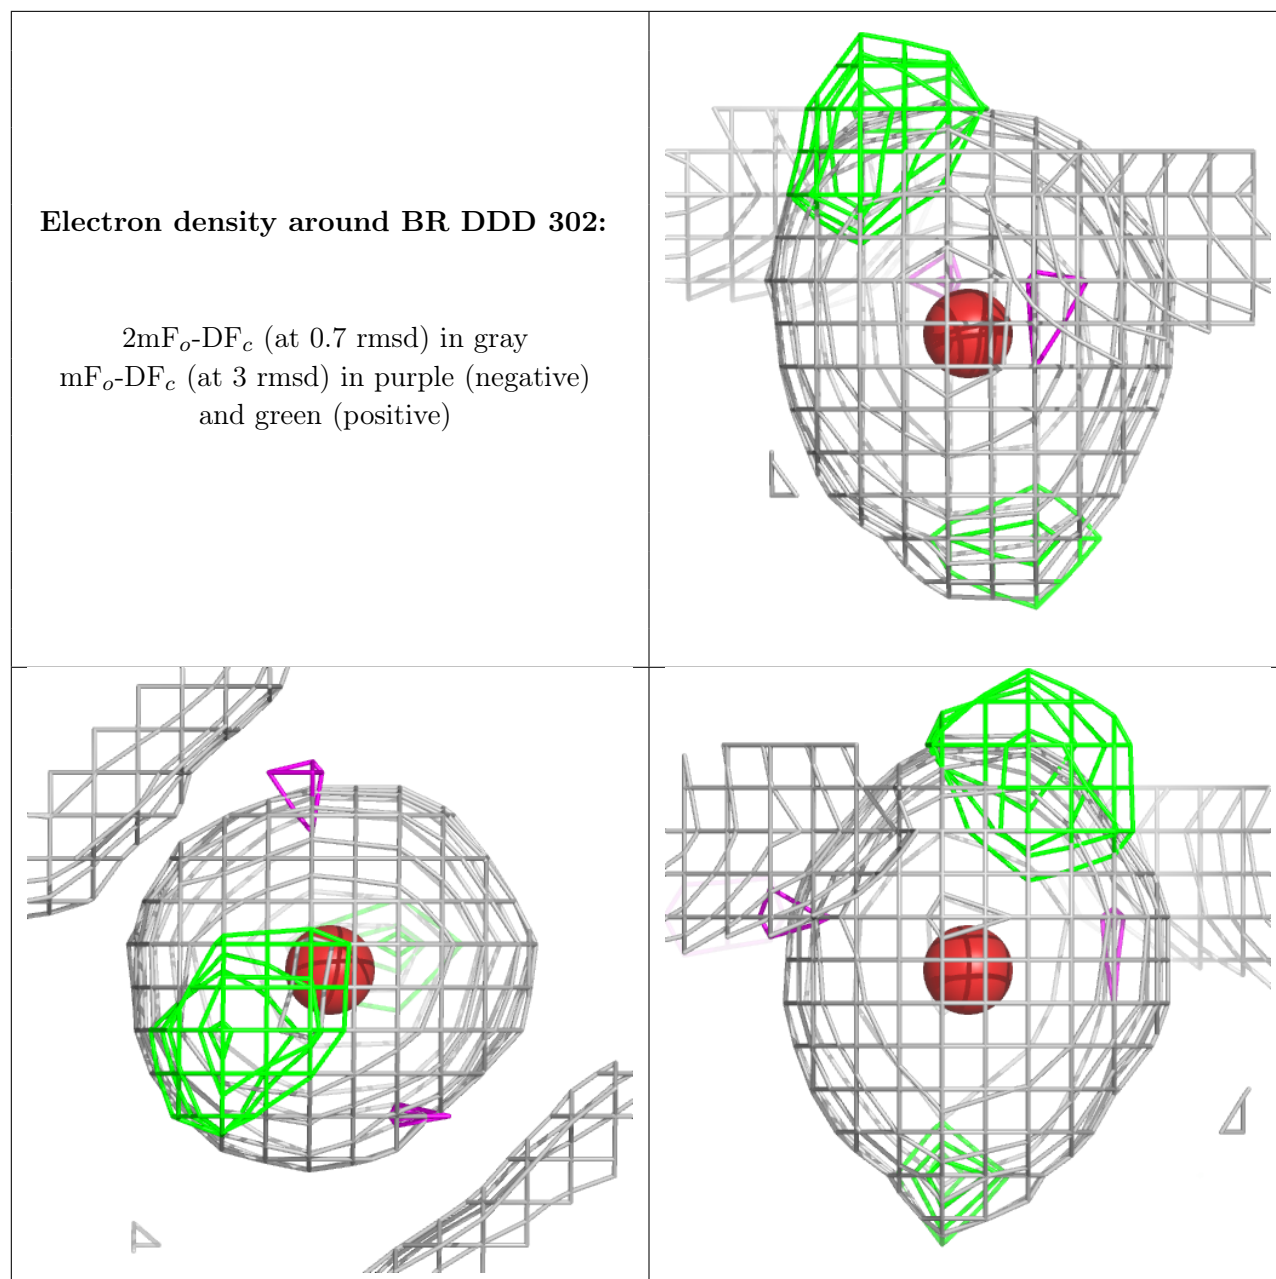 Electron density around BR DDD 302:
2mFₒ-DF𝑐 (at 0.7 rmsd) in gray
mFₒ-DF𝑐 (at 3 rmsd) in purple (negative)
and green (positive)